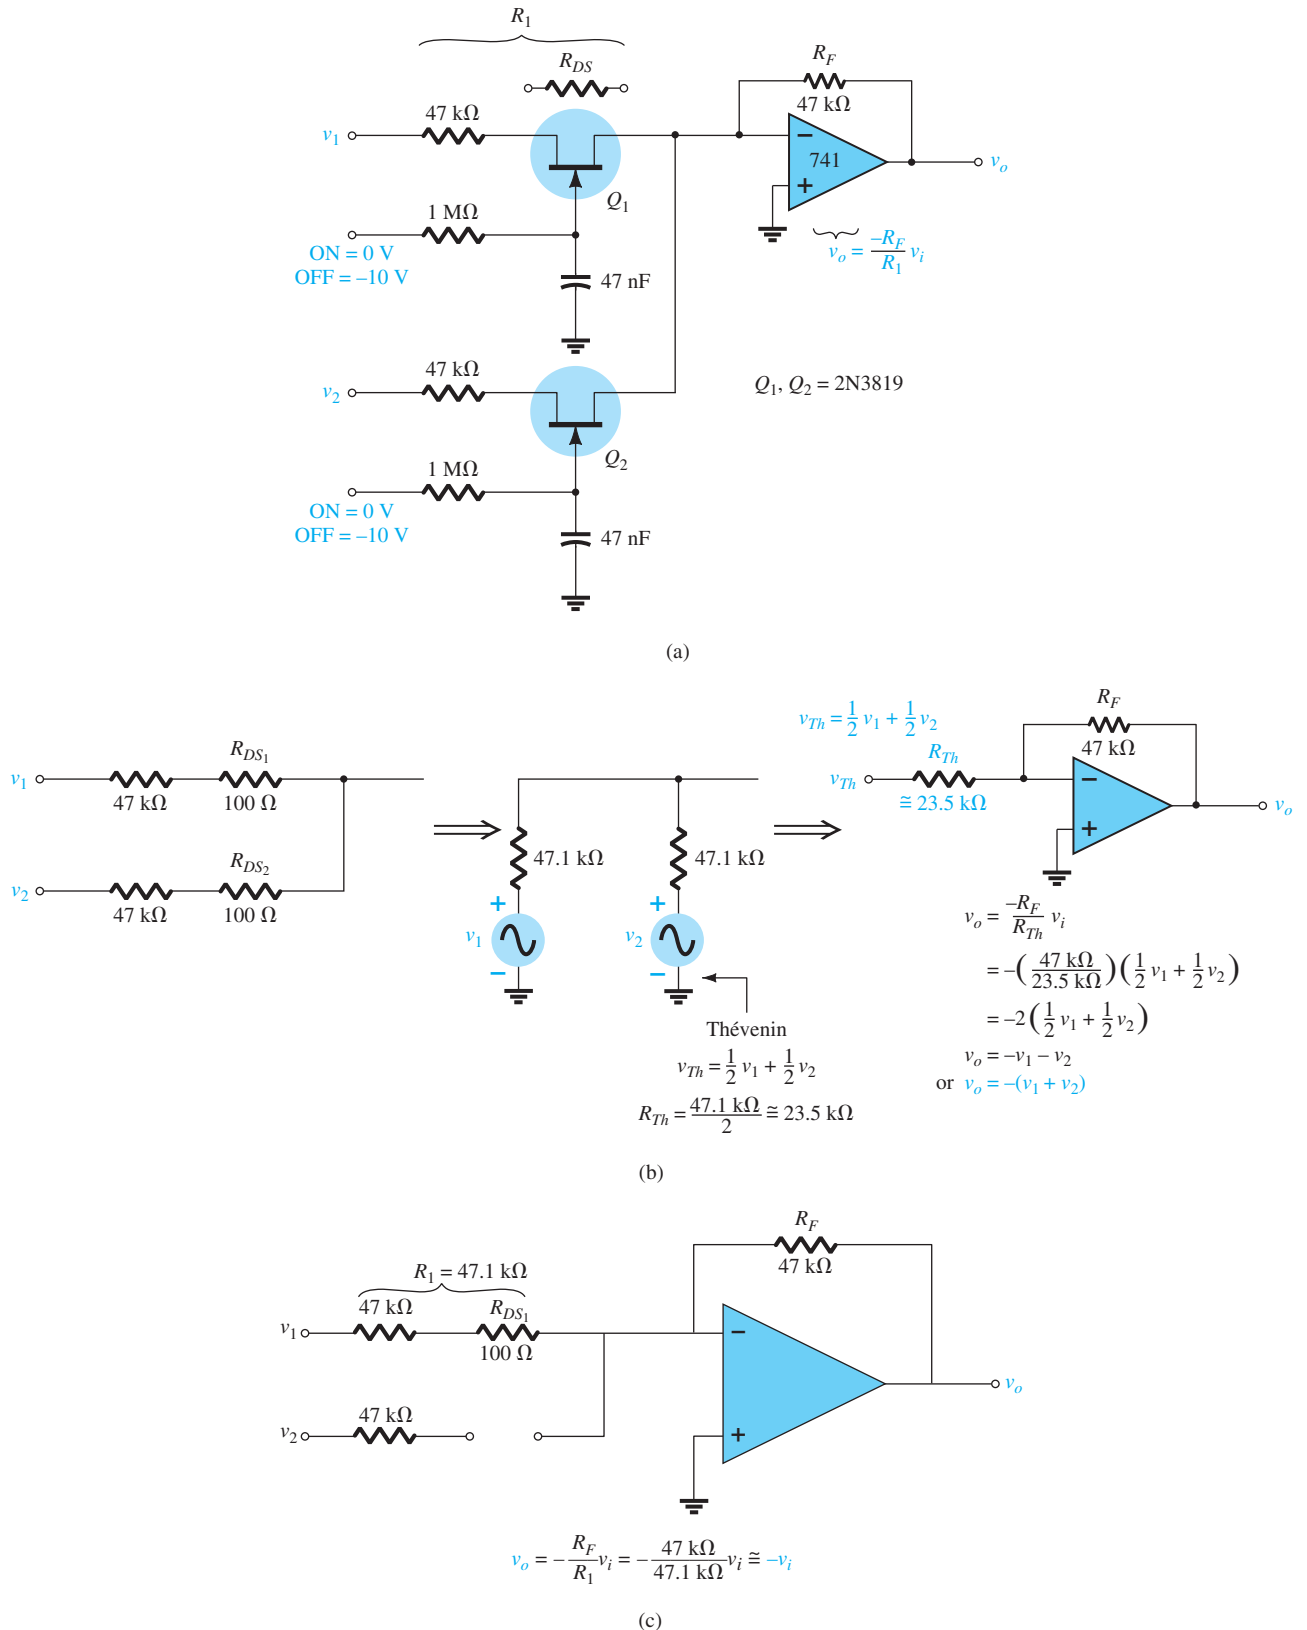 R1
RDS
RF
47 kΩ
47 kΩ
v1
−
741
+
vo
Q1
1 MΩ
ON = 0 V
OFF = –10 V
vo = –RF/R1 vi
47 nF
47 kΩ
v2
Q1, Q2 = 2N3819
Q2
1 MΩ
ON = 0 V
OFF = –10 V
47 nF
(a)
v1
47 kΩ
RDS1
100 Ω
v2
47 kΩ
RDS2
100 Ω
47.1 kΩ
47.1 kΩ
+
v1
–
+
v2
–
Thévenin
vTh = 1/2 v1 + 1/2 v2
RTh = 47.1 kΩ/2 ≅ 23.5 kΩ
vTh = 1/2 v1 + 1/2 v2
RF
47 kΩ
RTh
vTh
≅ 23.5 kΩ
−
+
vo
vo = –RF/RTh vi
= –(47 kΩ/23.5 kΩ)(1/2 v1 + 1/2 v2)
= –2(1/2 v1 + 1/2 v2)
vo = –v1 – v2
or vo = –(v1 + v2)
(b)
RF
47 kΩ
R1 = 47.1 kΩ
47 kΩ
RDS1
v1
100 Ω
−
vo
47 kΩ
v2
+
vo = – RF/R1 vi = – 47 kΩ/47.1 kΩ vi ≅ –vi
(c)